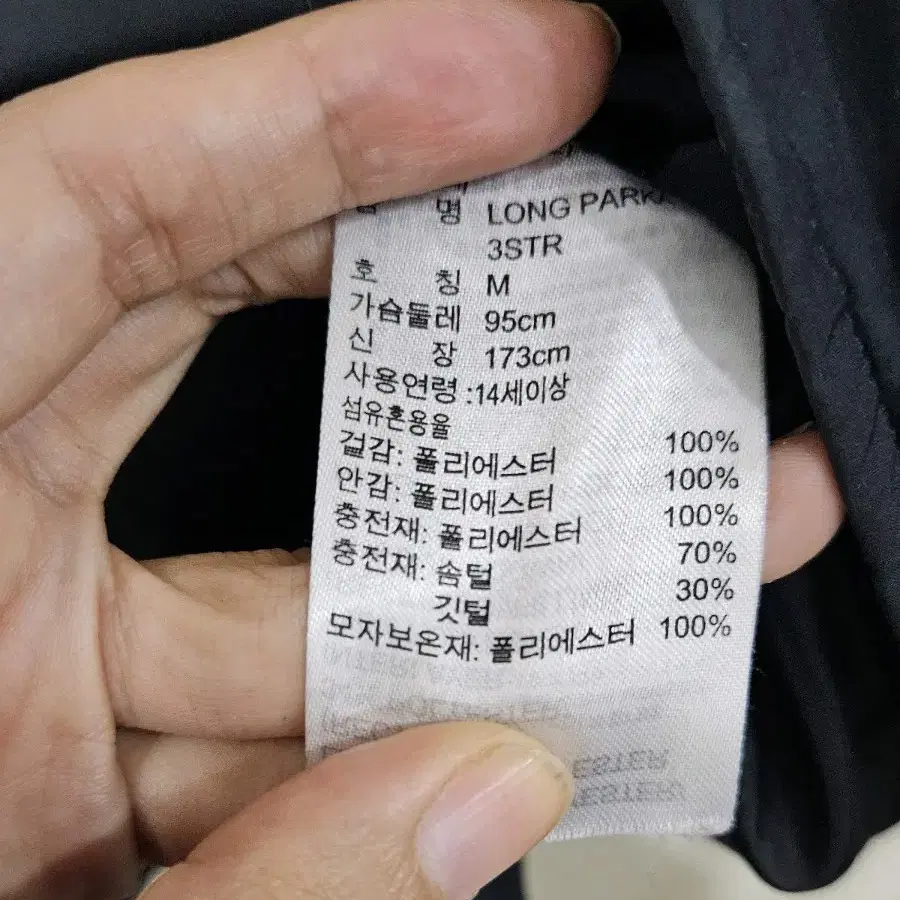 명 LONG PARKA
3STR
호 칭 M
가슴둘레 95cm
신 장 173cm
사용연령 :14세이상
섬유혼용율
겉감: 폴리에스터 100%
안감: 폴리에스터 100%
충전재: 폴리에스터 100%
충전재: 솜털 70%
깃털 30%
모자보온재: 폴리에스터 100%